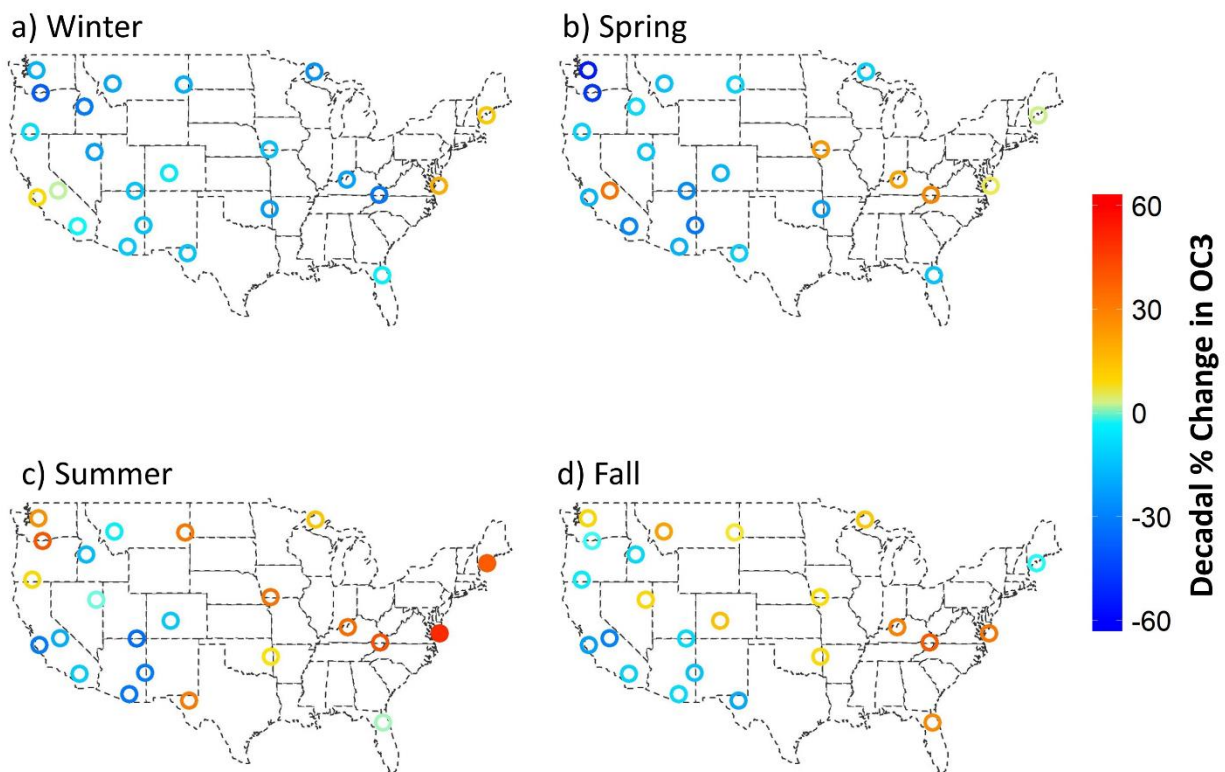 a) Winter
b) Spring
c) Summer
d) Fall
60
30
0
-30
-60
Decadal % Change in OC3